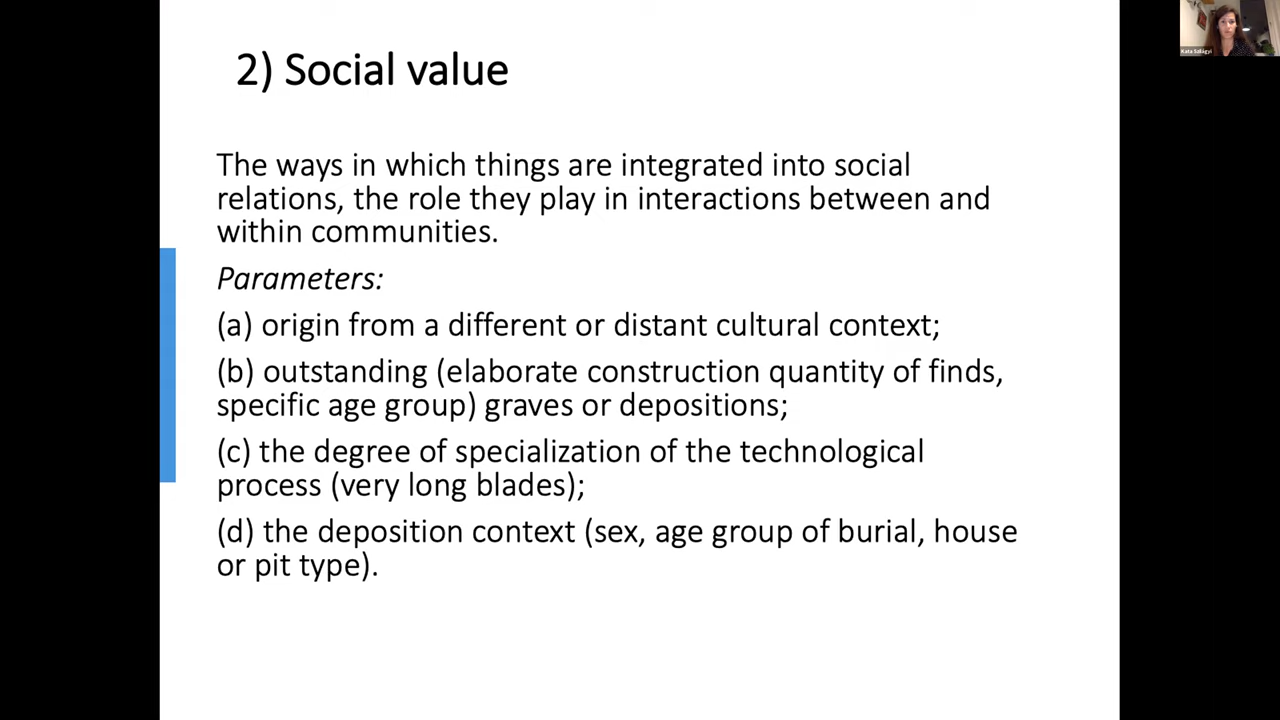 2) Social value
The ways in which things are integrated into social
relations, the role they play in interactions between and
within communities.
Parameters:
(a) origin from a different or distant cultural context;
(b) outstanding (elaborate construction quantity of finds,
specific age group) graves or depositions;
(c) the degree of specialization of the technological
process (very long blades);
(d) the deposition context (sex, age group of burial, house
or pit type).
Kata Szilágyi